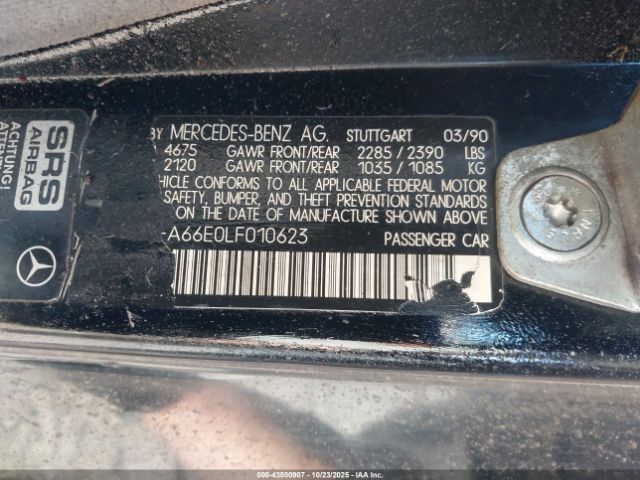 BY MERCEDES-BENZ AG. STUTTGART 03/90
4675 GAWR FRONT/REAR 2285/2390 LBS
2120 GAWR FRONT/REAR 1035/1085 KG
HICLE CONFORMS TO ALL APPLICABLE FEDERAL MOTOR
SAFETY, BUMPER, AND THEFT PREVENTION STANDARDS
ON THE DATE OF MANUFACTURE SHOWN ABOVE
-A66E0LF010623 PASSENGER CAR
SRS
AIRBAG
ACHTUNG!
000-43500907 - 10/23/2025 - IAA Inc.